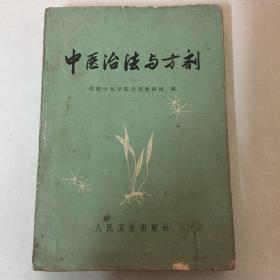 中医治法与方剂
成都中医学院方剂教研组 编
人民卫生出版社